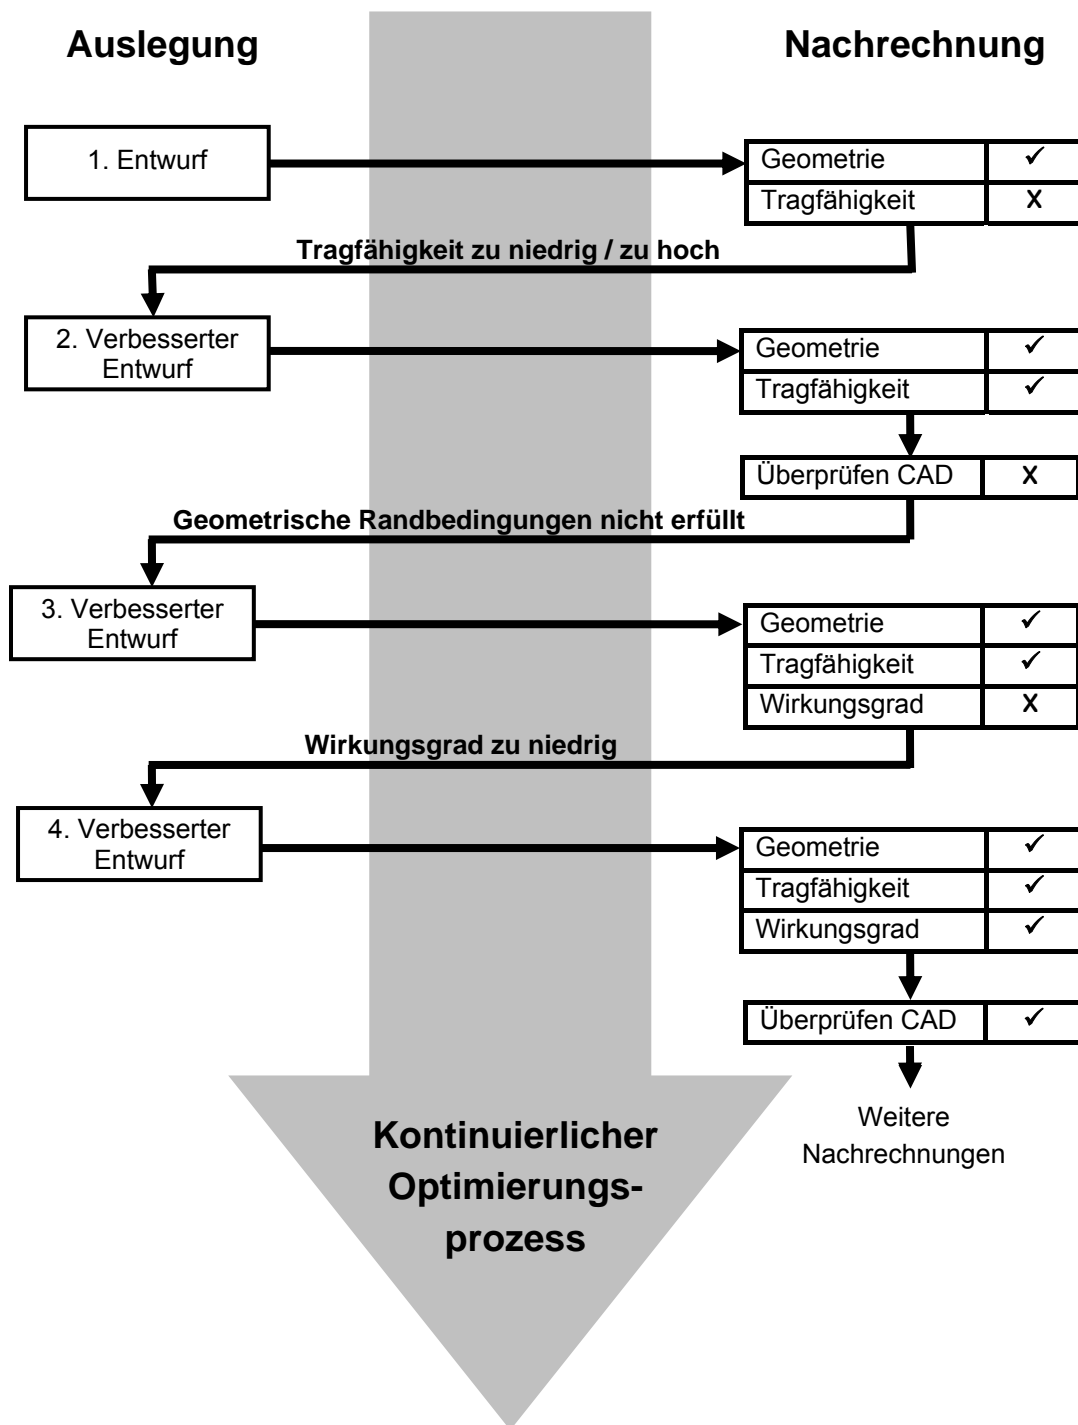 Auslegung
Nachrechnung
1. Entwurf
Geometrie ✓
Tragfähigkeit X
Tragfähigkeit zu niedrig / zu hoch
2. Verbesserter
Entwurf
Geometrie ✓
Tragfähigkeit ✓
Überprüfen CAD X
Geometrische Randbedingungen nicht erfüllt
3. Verbesserter
Entwurf
Geometrie ✓
Tragfähigkeit ✓
Wirkungsgrad X
Wirkungsgrad zu niedrig
4. Verbesserter
Entwurf
Geometrie ✓
Tragfähigkeit ✓
Wirkungsgrad ✓
Überprüfen CAD ✓
Weitere
Nachrechnungen
Kontinuierlicher
Optimierungs-
prozess